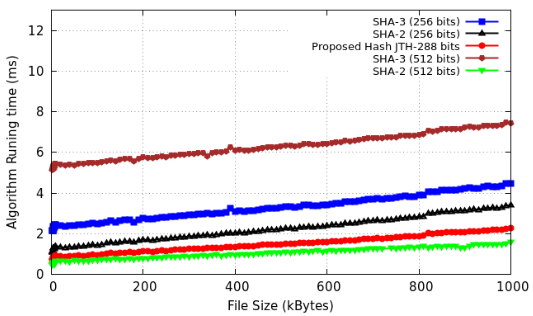 12
10
8
6
4
2
0
Algorithm Runing time (ms)
SHA-3 (256 bits)
SHA-2 (256 bits)
Proposed Hash JTH-288 bits
SHA-3 (512 bits)
SHA-2 (512 bits)
0 200 400 600 800 1000
File Size (kBytes)